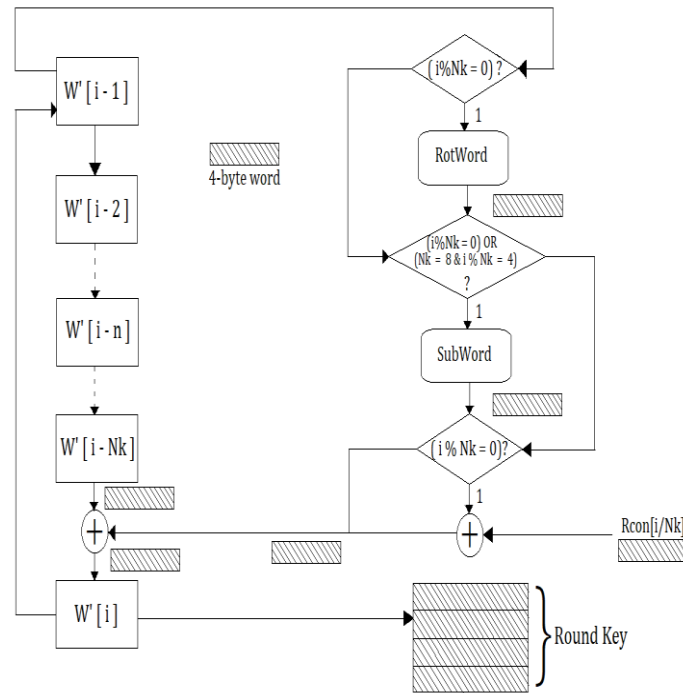 W' [ i - 1 ]
W' [ i - 2 ]
W' [ i - n ]
W' [ i - Nk ]
+
W' [ i ]
4-byte word
( i%Nk = 0) ?
1
RotWord
(i%Nk = 0) OR
(Nk = 8 & i % Nk = 4)
?
1
SubWord
( i % Nk = 0)?
1
+
Rcon[i/Nk]
Round Key